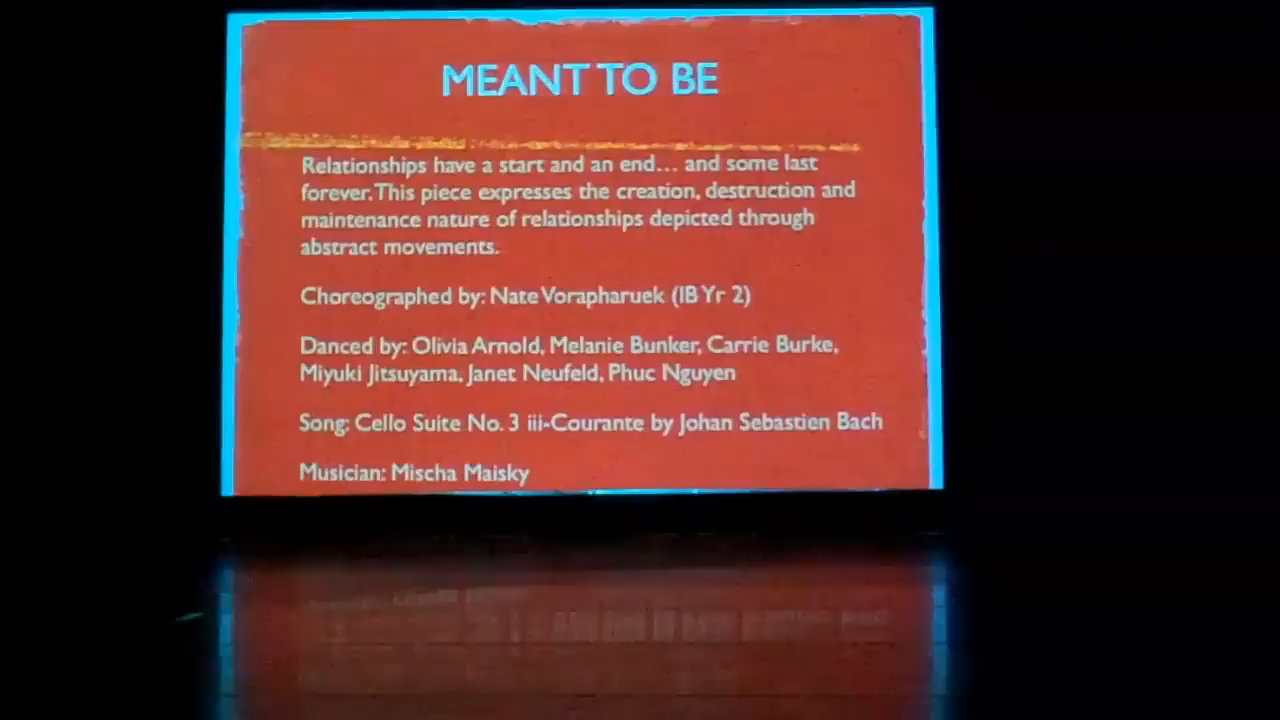 MEANT TO BE
Relationships have a start and an end... and some last
forever. This piece expresses the creation, destruction and
maintenance nature of relationships depicted through
abstract movements.
Choreographed by: Nate Vorapharuek (IB Yr 2)
Danced by: Olivia Arnold, Melanie Bunker, Carrie Burke,
Miyuki Jitsuyama, Janet Neufeld, Phuc Nguyen
Song: Cello Suite No. 3 iii-Courante by Johan Sebastien Bach
Musician: Mischa Maisky